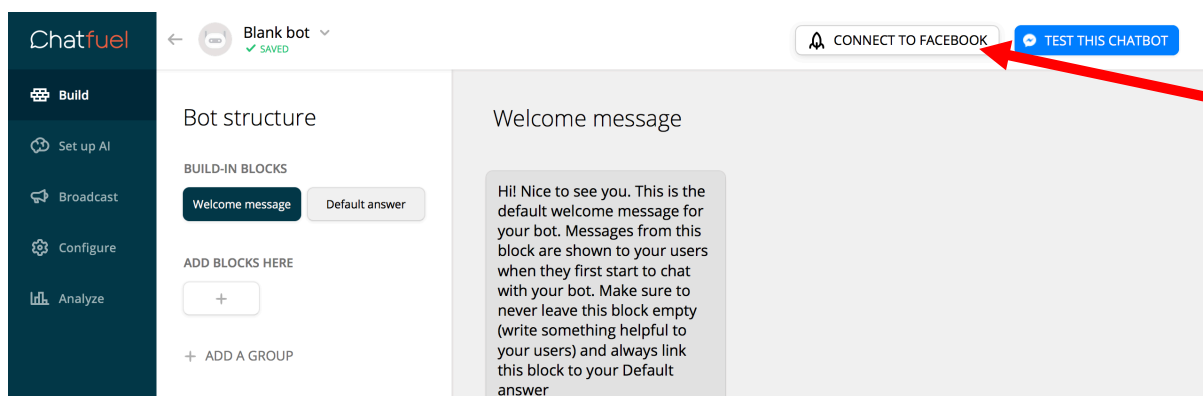 Chatfuel
Blank bot
SAVED
CONNECT TO FACEBOOK
TEST THIS CHATBOT
Build
Set up AI
Broadcast
Configure
Analyze
Bot structure
BUILD-IN BLOCKS
Welcome message
Default answer
ADD BLOCKS HERE
+
+ ADD A GROUP
Welcome message
Hi! Nice to see you. This is the
default welcome message for
your bot. Messages from this
block are shown to your users
when they first start to chat
with your bot. Make sure to
never leave this block empty
(write something helpful to
your users) and always link
this block to your Default
answer